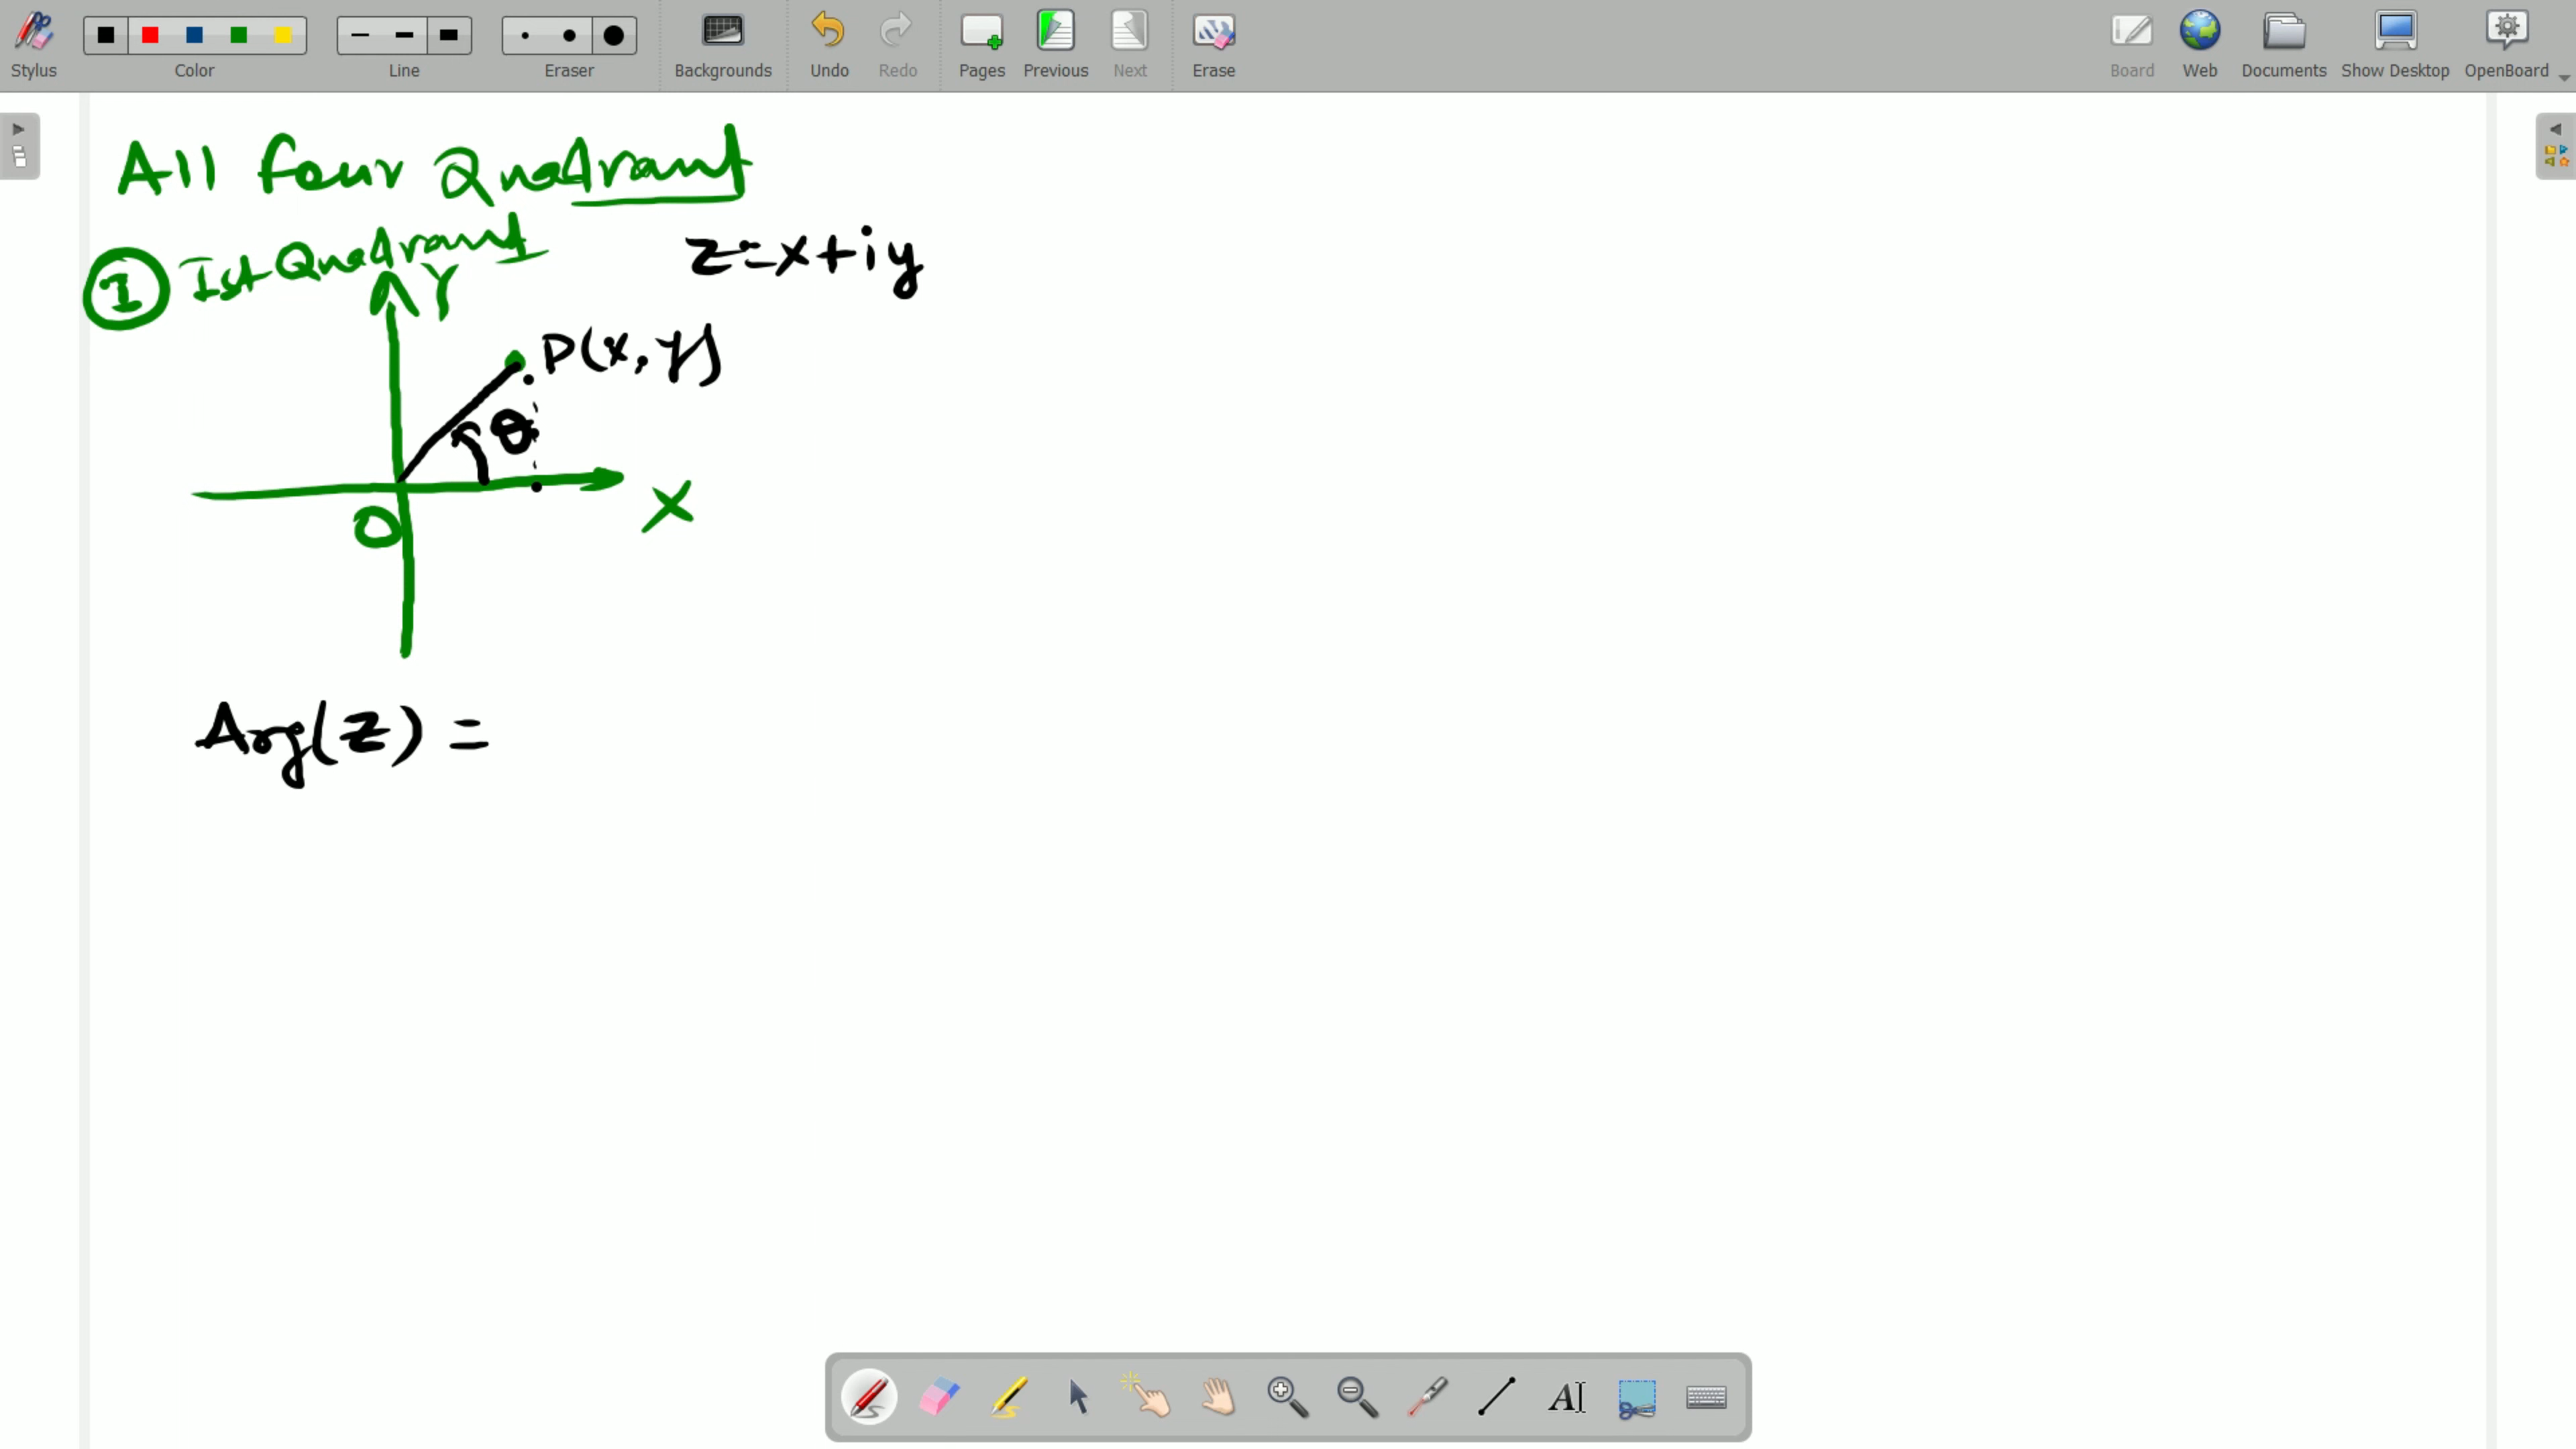 Stylus Color Line Eraser Backgrounds Undo Redo Pages Previous Next Erase Board Web Documents Show Desktop OpenBoard
All four Quadrant
① Ist Quadrant
z=x+iy
Y
P(x,y)
θ
X
O
Arg(z) =